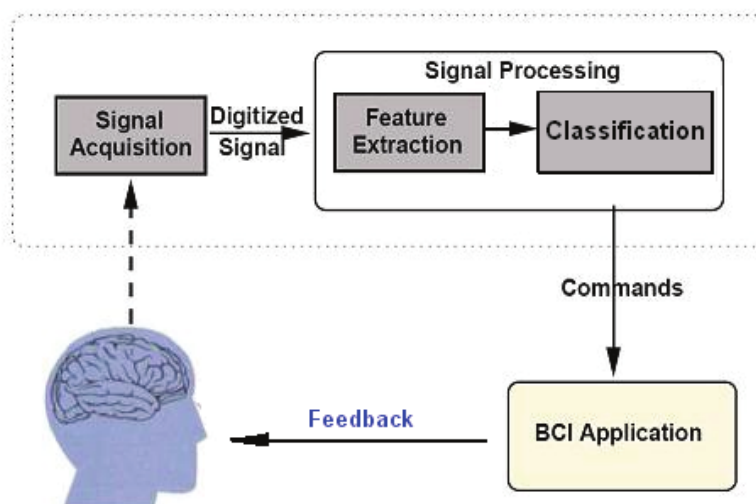 Signal Processing
Signal
Acquisition
Digitized
Signal
Feature
Extraction
Classification
Commands
Feedback
BCI Application